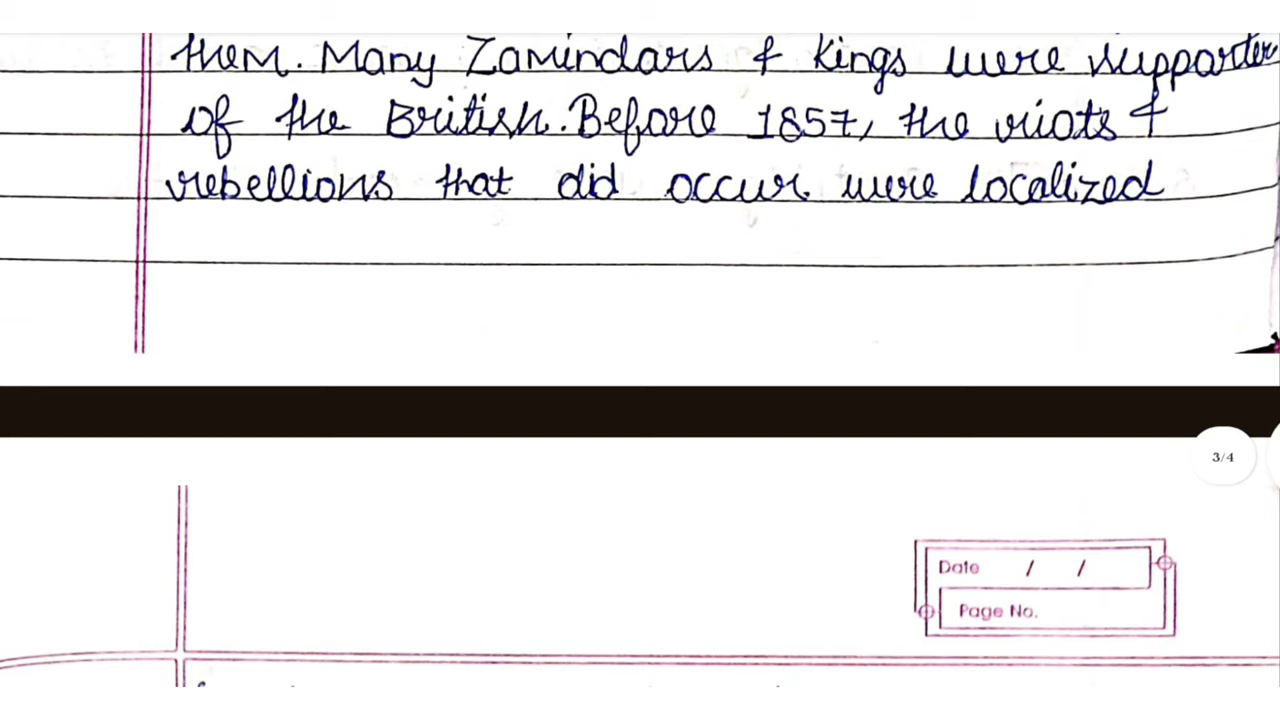 them. Many Zamindars & Kings were supporter
of the British. Before 1857, the riots &
rebellions that did occur were localized
3/4
Date / /
Page No.